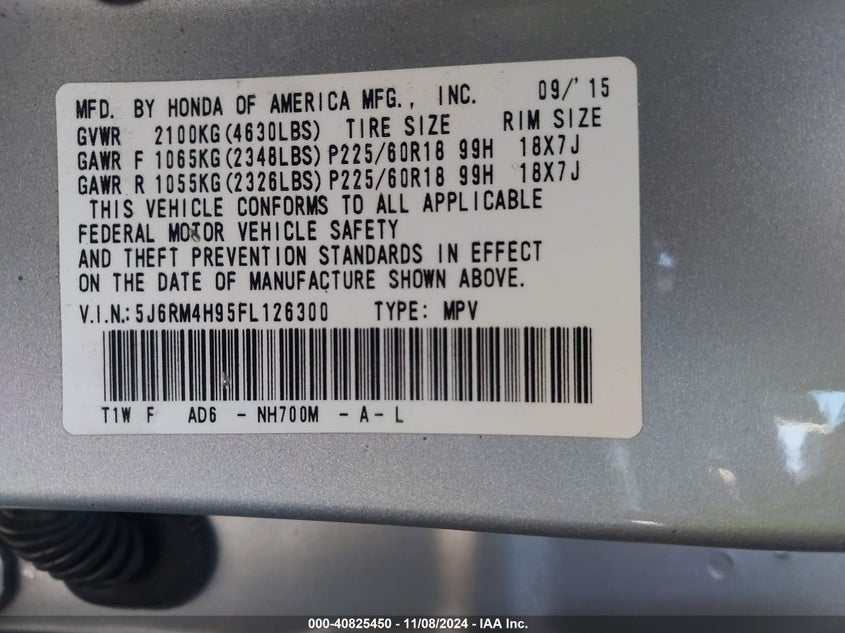 MFD. BY HONDA OF AMERICA MFG., INC. 09/'15
GVWR 2100KG(4630LBS) TIRE SIZE RIM SIZE
GAWR F 1065KG(2348LBS) P225/60R18 99H 18X7J
GAWR R 1055KG(2326LBS) P225/60R18 99H 18X7J
THIS VEHICLE CONFORMS TO ALL APPLICABLE
FEDERAL MOTOR VEHICLE SAFETY
AND THEFT PREVENTION STANDARDS IN EFFECT
ON THE DATE OF MANUFACTURE SHOWN ABOVE.
V.I.N.:5J6RM4H95FL126300 TYPE: MPV
T1W F AD6 - NH700M - A - L
000-40825450 - 11/08/2024 - IAA Inc.